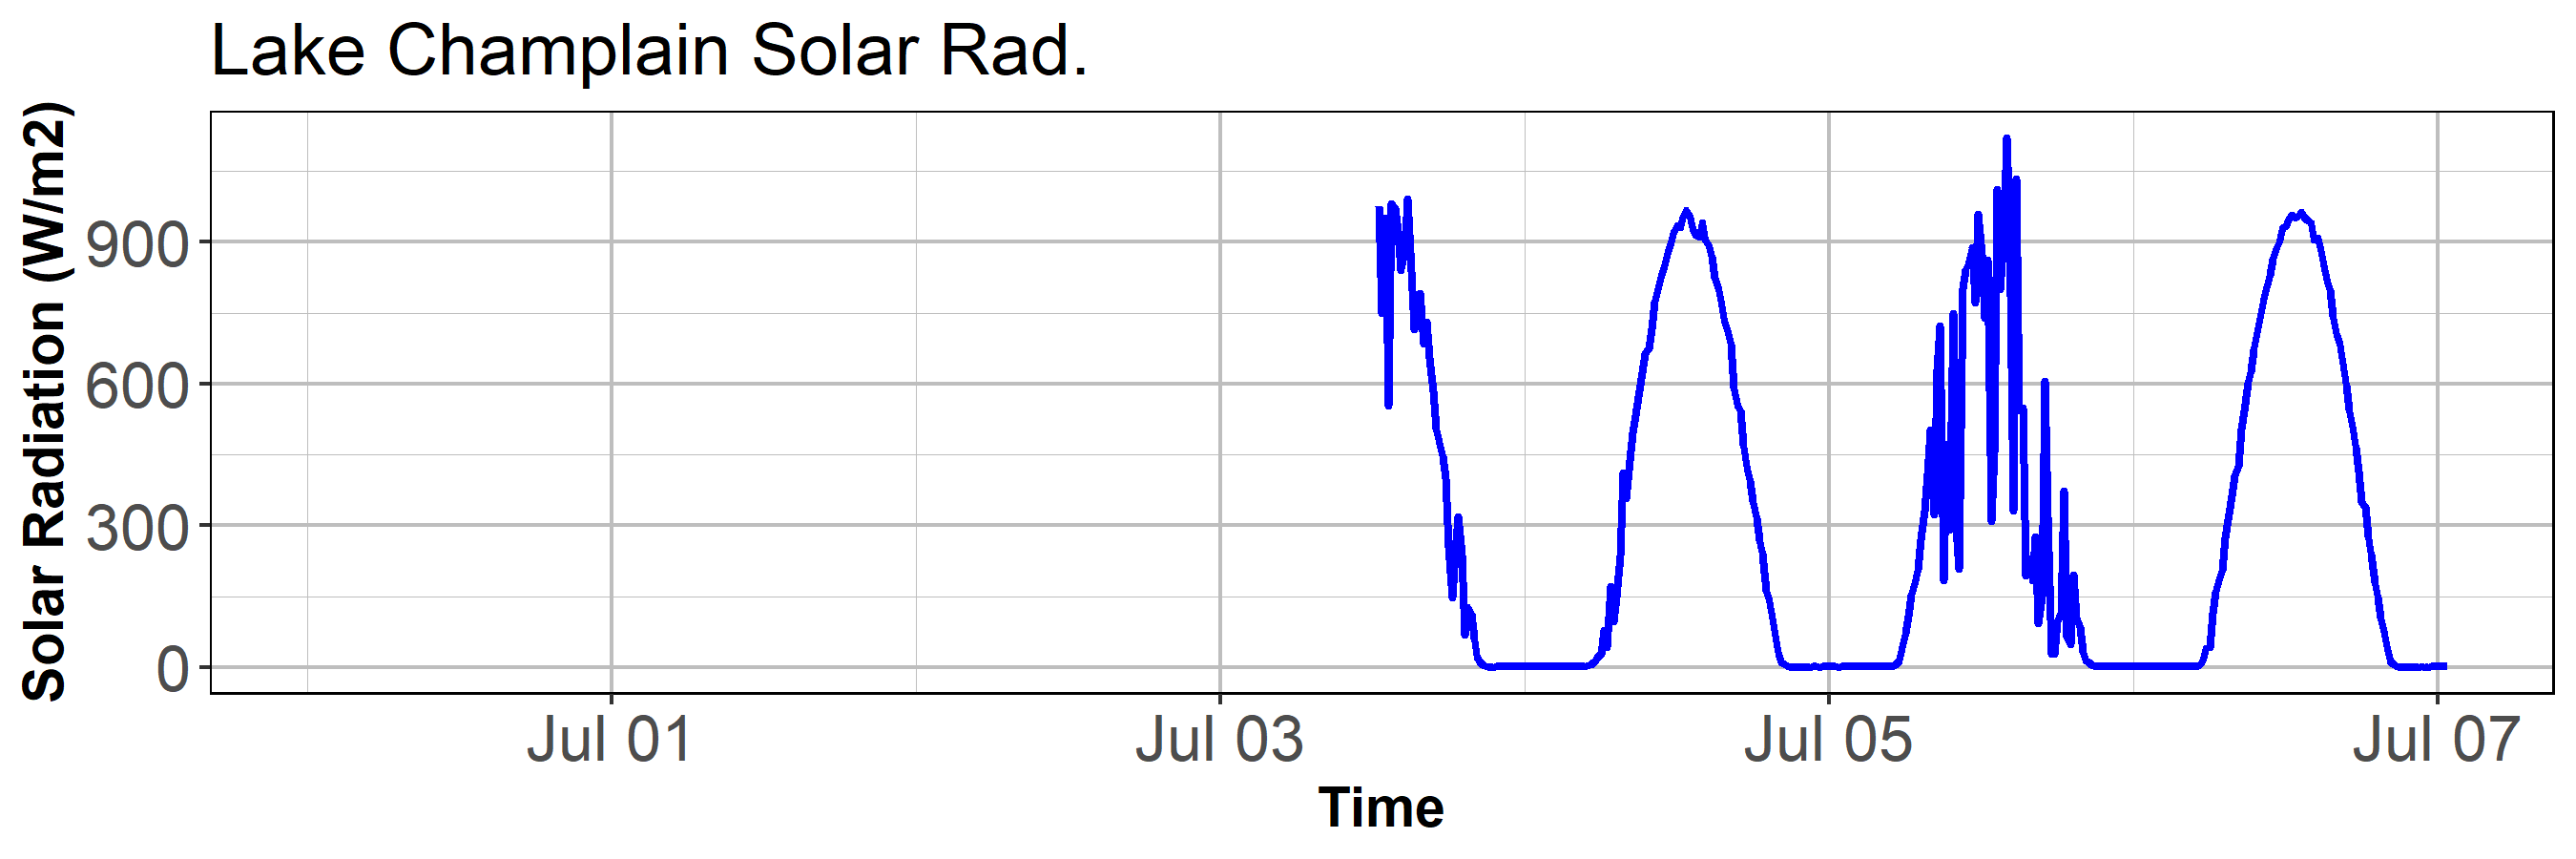 Lake Champlain Solar Rad.
Solar Radiation (W/m2)
900
600
300
0
Jul 01 Jul 03 Jul 05 Jul 07
Time